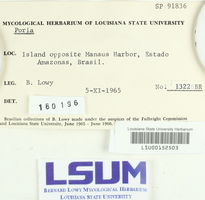 SP 91836
MYCOLOGICAL HERBARIUM OF LOUISIANA STATE UNIVERSITY
Poria
LOC. Island opposite Manaus Harbor, Estado
Amazonas, Brasil.
LEG. B. Lowy
5-XI-1965
No. 1322 BR
DET.
160196
Brazilian collections of B. Lowy made under the auspices of the Fulbright Commission
and Louisiana State University, June 1965 - June 1966.
Louisiana State University Herbarium
LSU00152503
LSUM
BERNARD LOWY MYCOLOGICAL HERBARIUM
LOUISIANA STATE UNIVERSITY